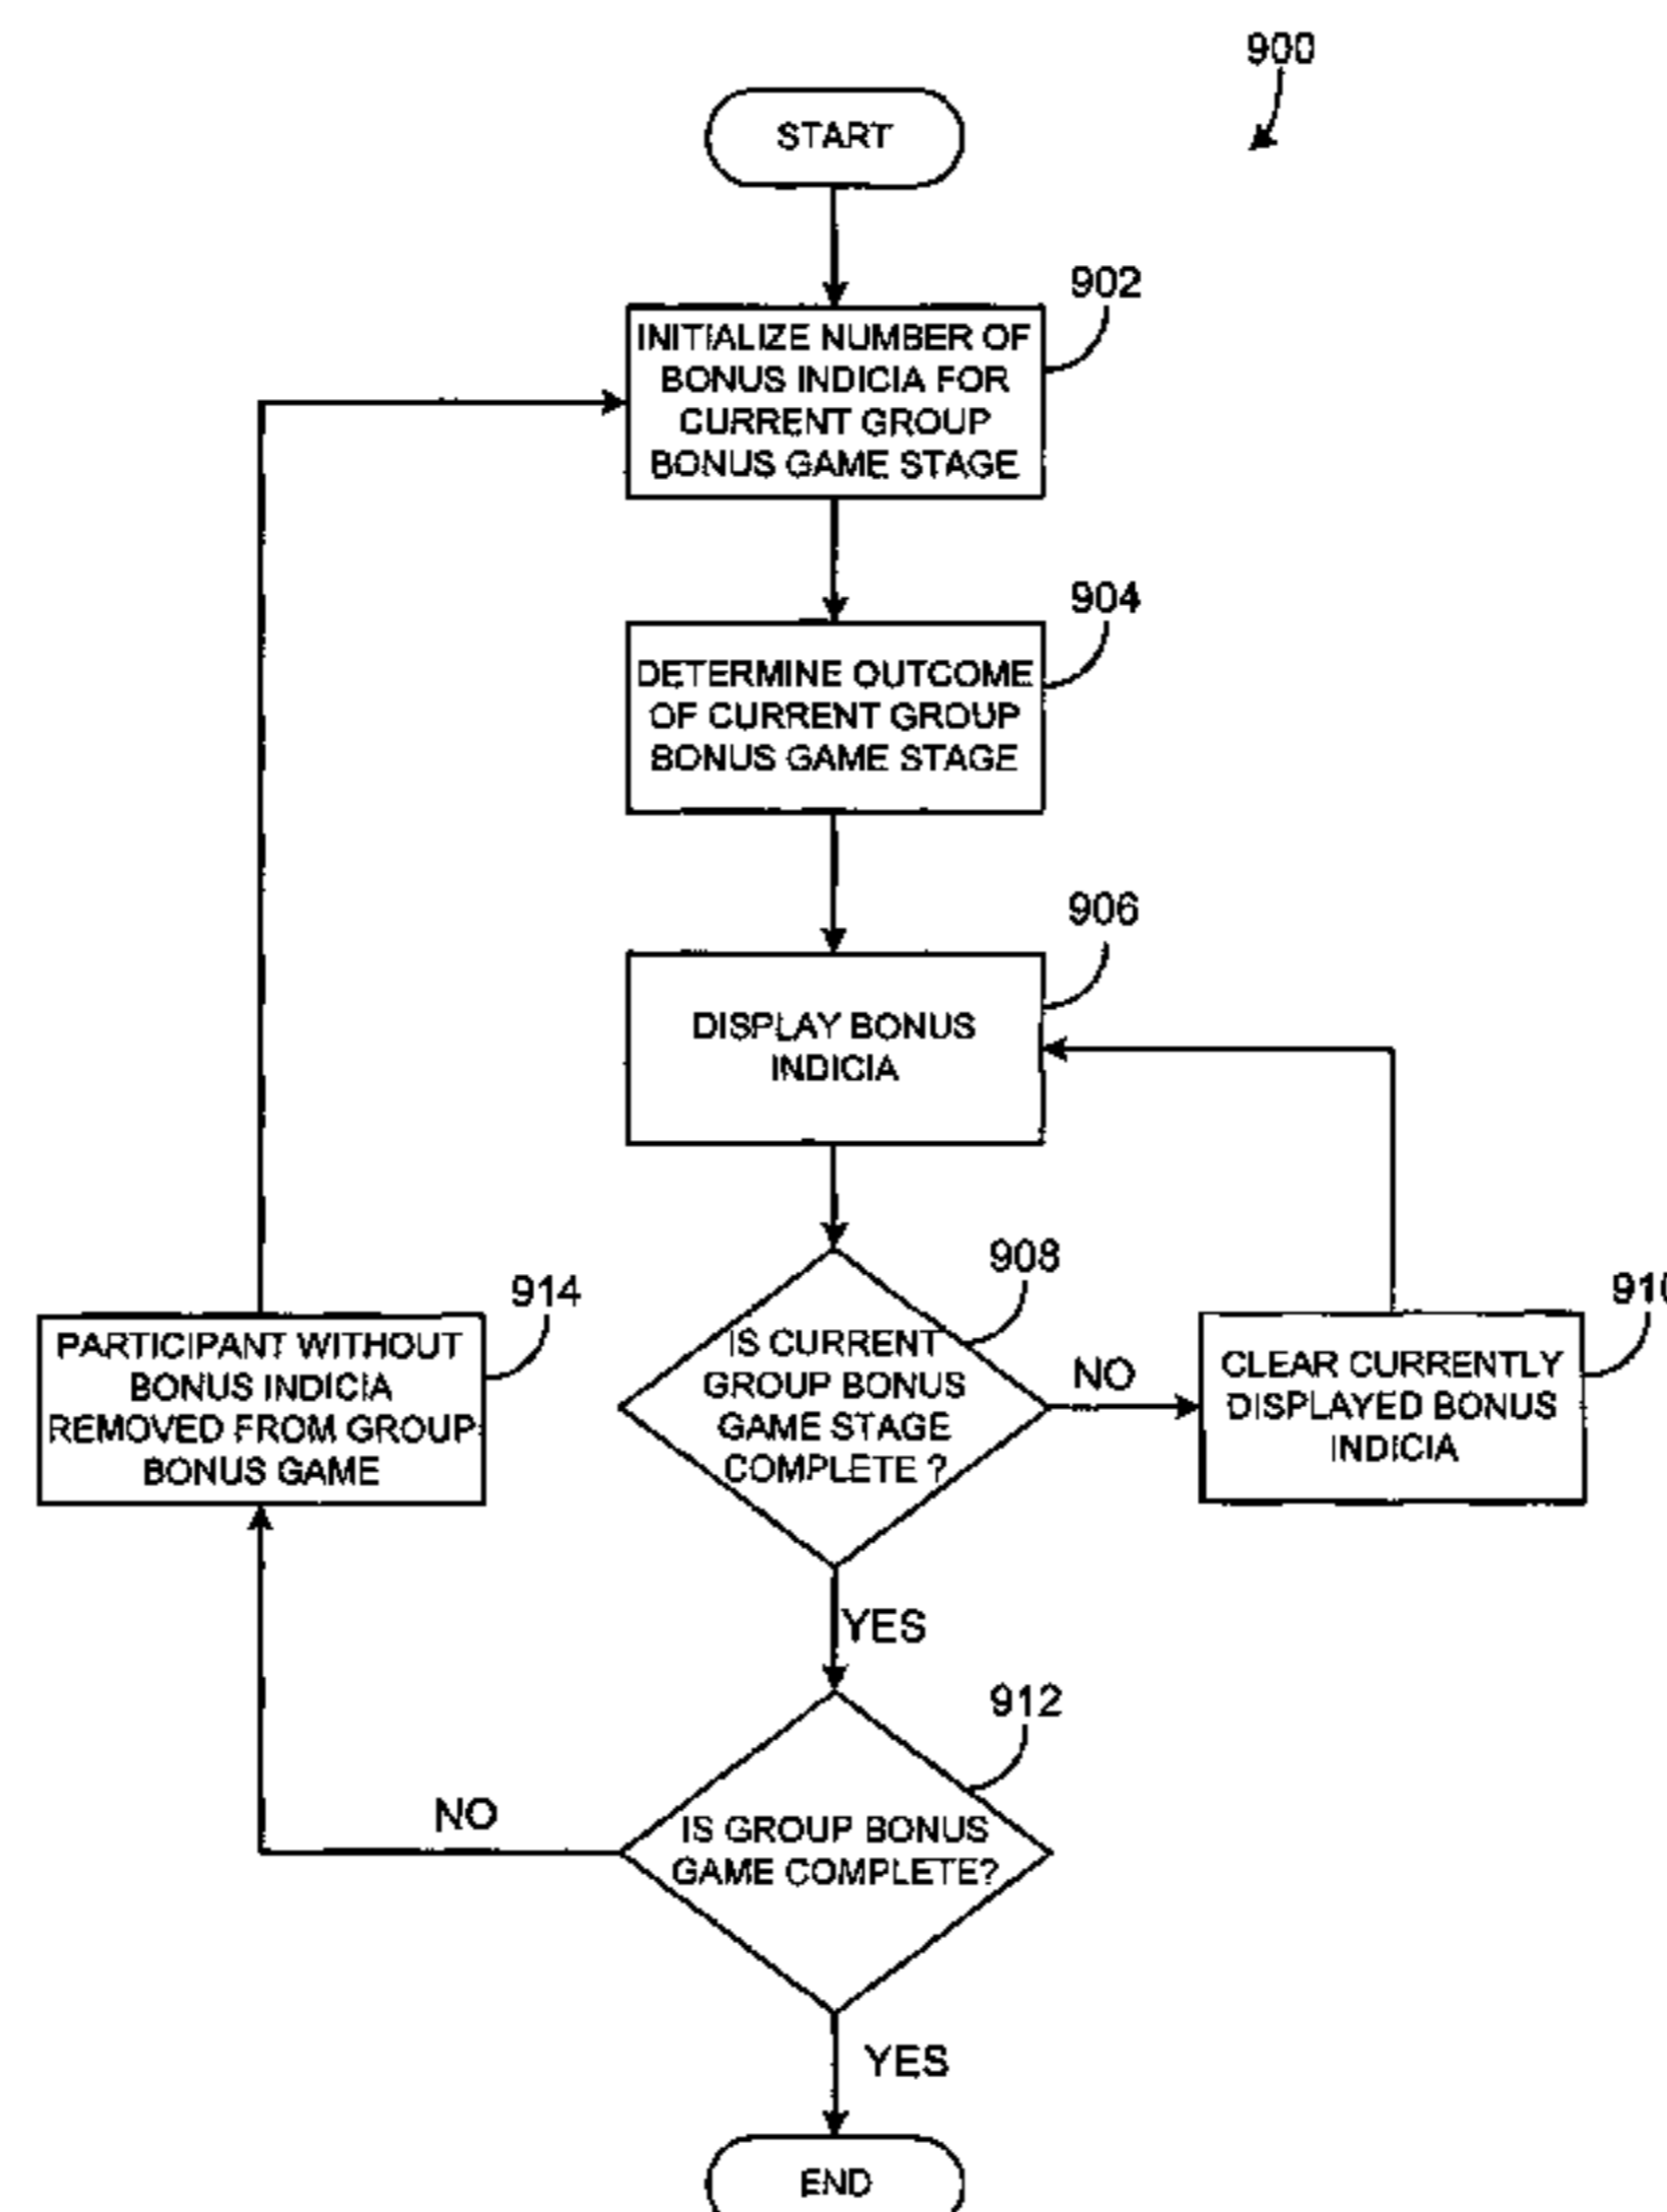 900
START
902
INITIALIZE NUMBER OF
BONUS INDICIA FOR
CURRENT GROUP
BONUS GAME STAGE
904
DETERMINE OUTCOME
OF CURRENT GROUP
BONUS GAME STAGE
906
DISPLAY BONUS
INDICIA
908
IS CURRENT
GROUP BONUS
GAME STAGE
COMPLETE ?
NO
910
CLEAR CURRENTLY
DISPLAYED BONUS
INDICIA
914
PARTICIPANT WITHOUT
BONUS INDICIA
REMOVED FROM GROUP
BONUS GAME
YES
912
IS GROUP BONUS
GAME COMPLETE?
NO
YES
END